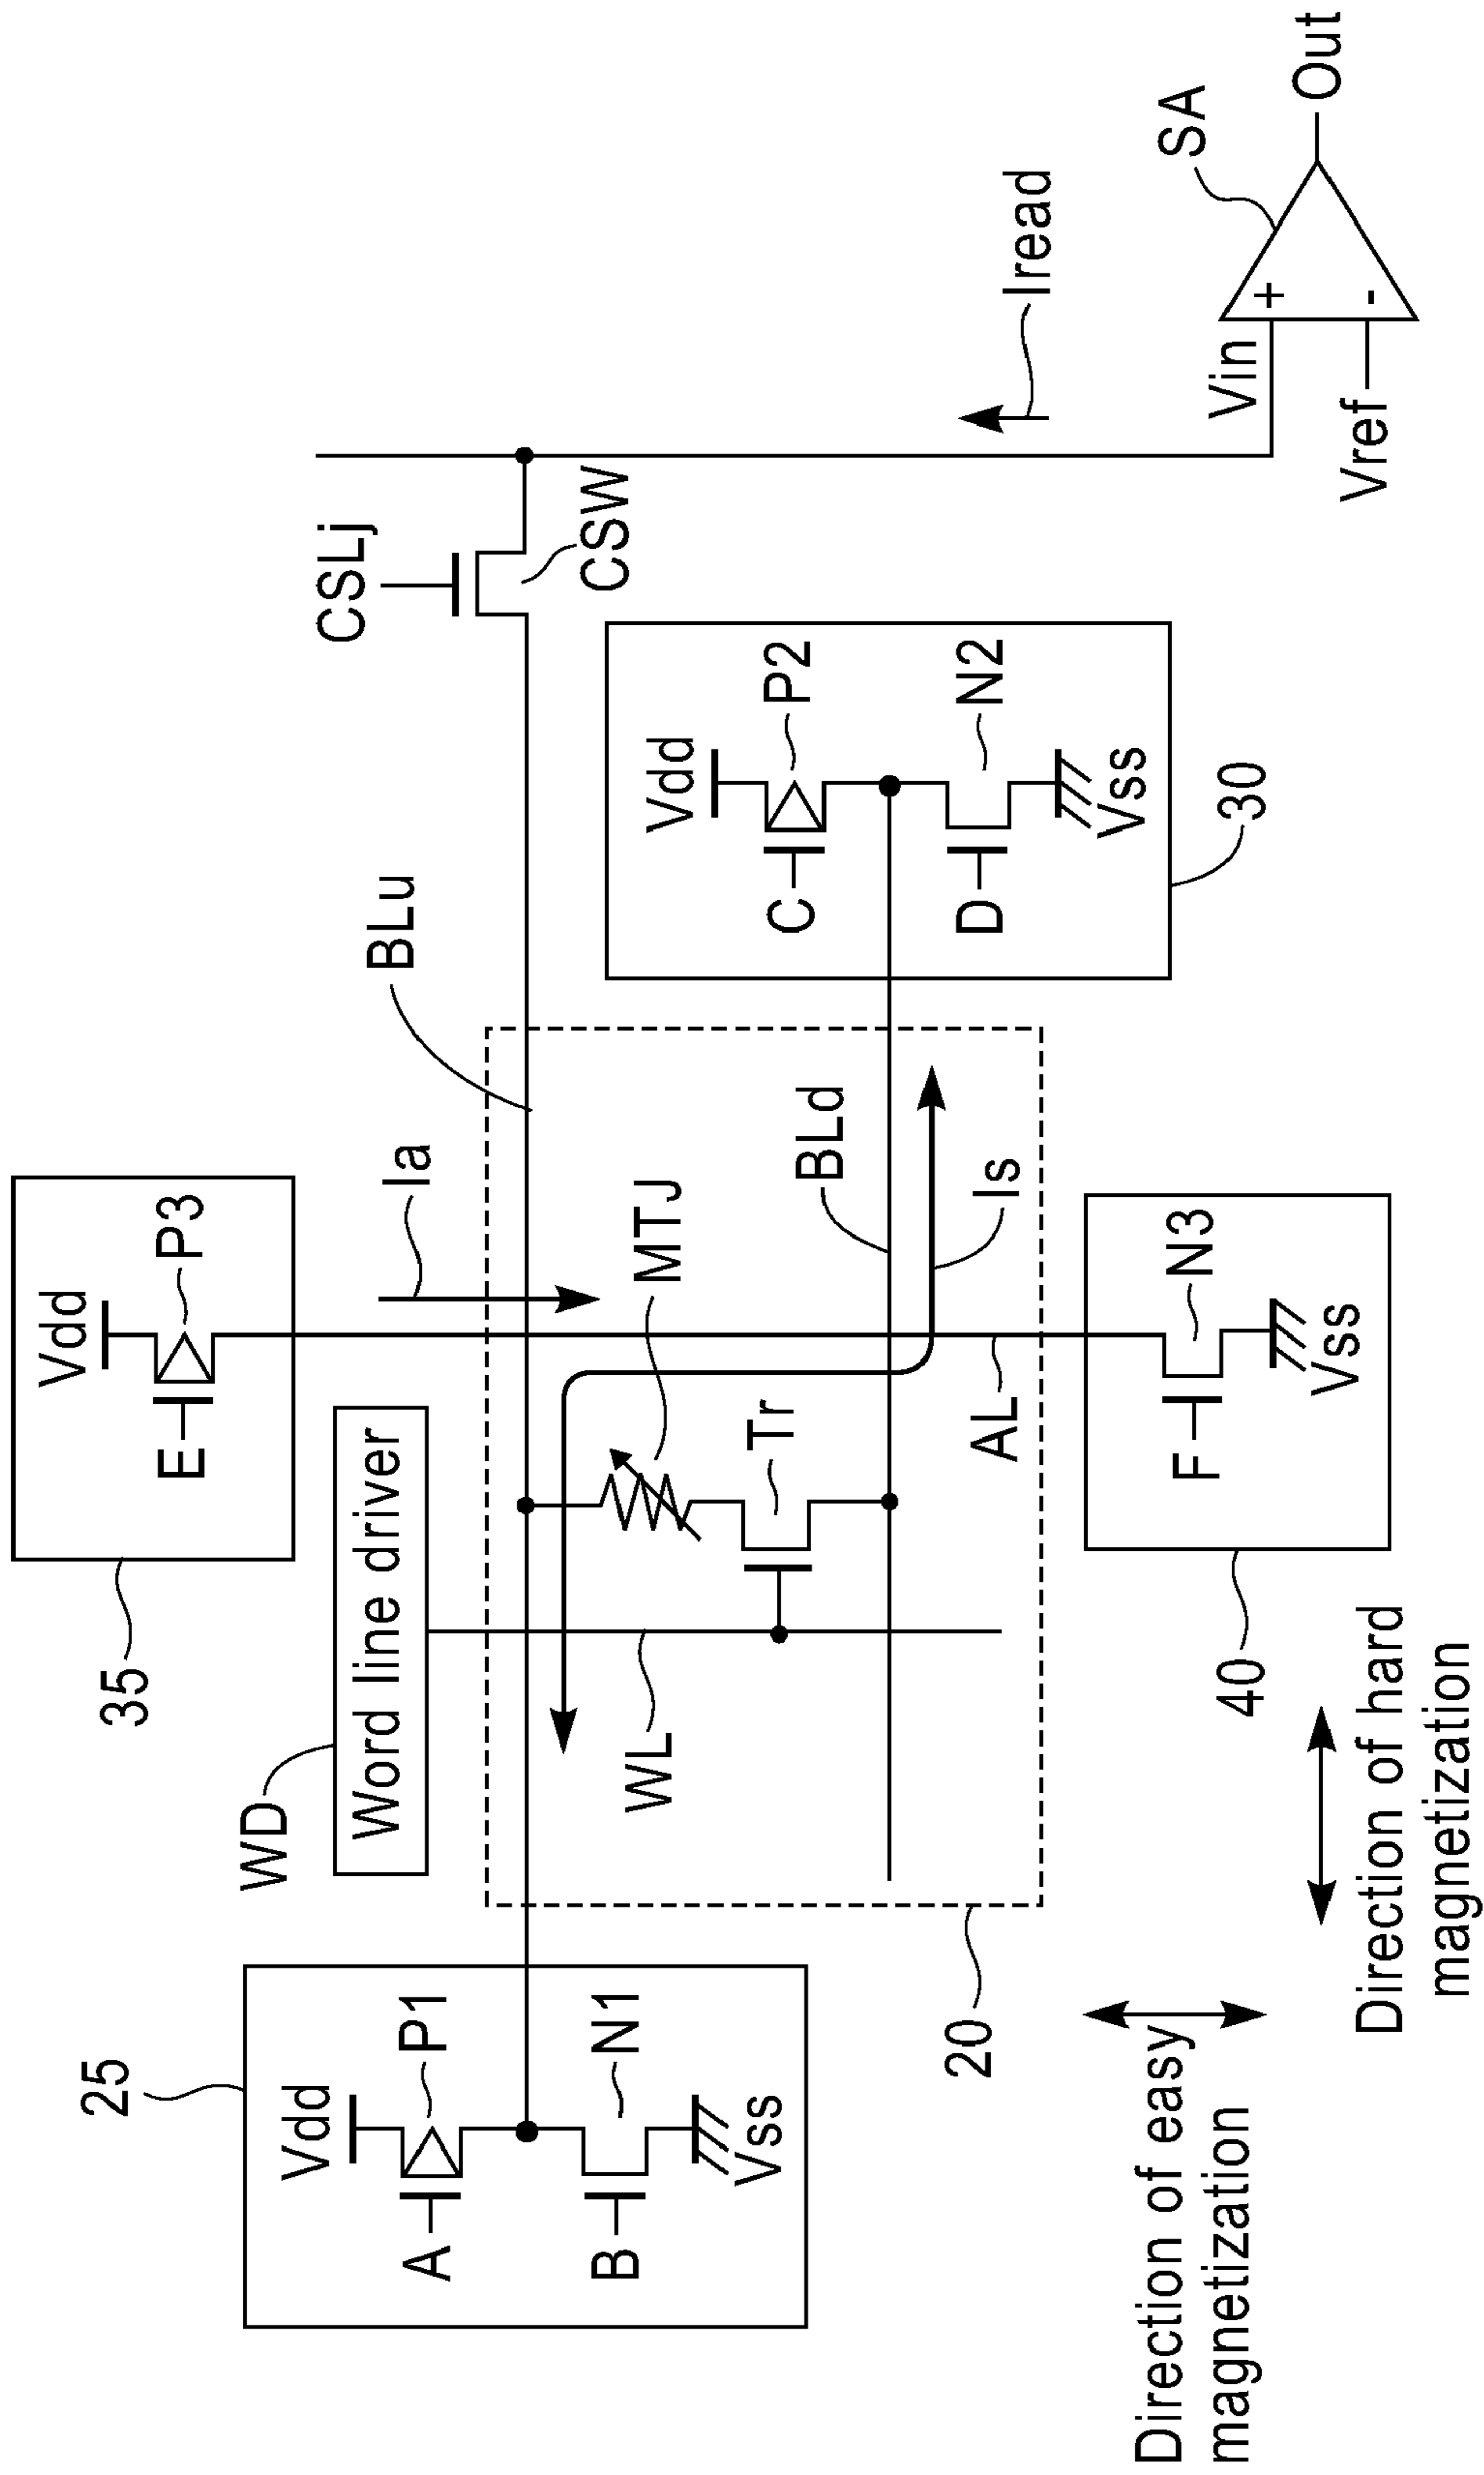 35
Vdd
P3
E
Ia
WD
Word line driver
BLu
CSLj
CSW
25
Vdd
P1
A
N1
B
Vss
WL
MTJ
Tr
BLd
Is
AL
20
Vdd
P2
C
N2
D
Vss
30
Iread
SA
Vin
+
-
Vref
Out
N3
F
Vss
40
Direction of easy
magnetization
Direction of hard
magnetization